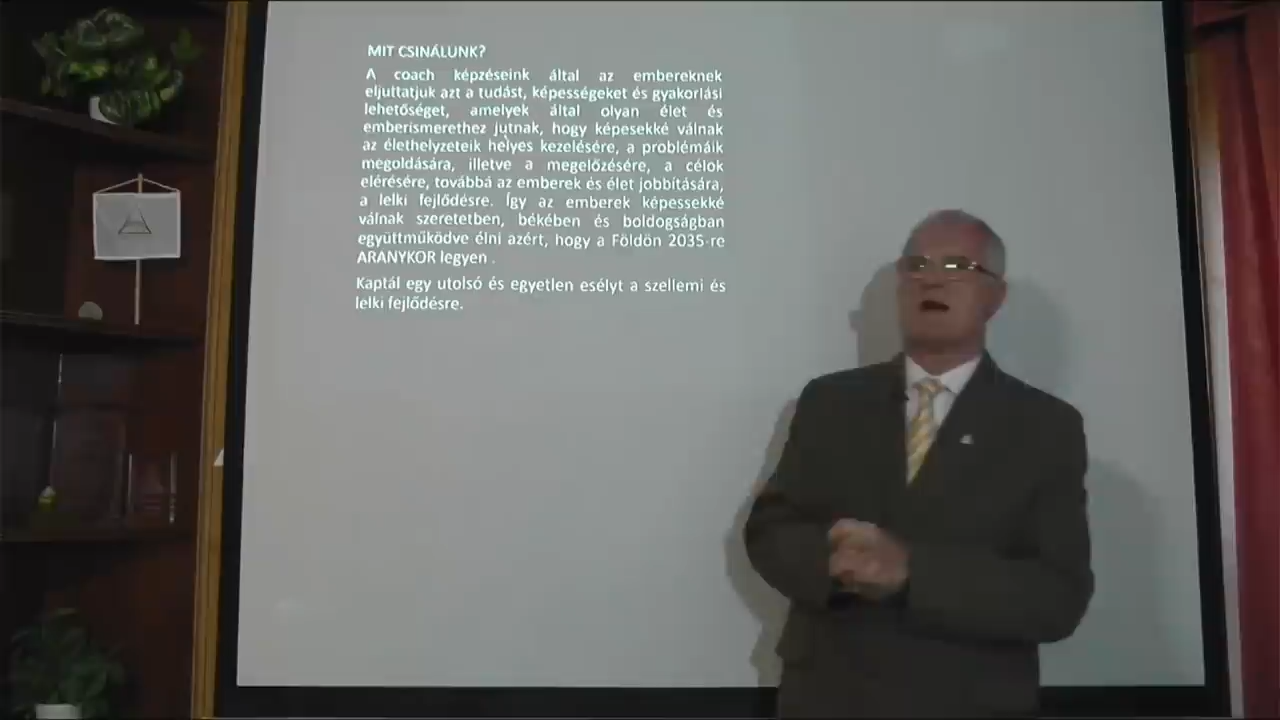 MIT CSINÁLUNK?
A coach képzéseink által az embereknek
eljuttatjuk azt a tudást, képességeket és gyakorlási
lehetőséget, amelyek által olyan élet és
emberismerethez jutnak, hogy képesekké válnak
az élethelyzeteik helyes kezelésére, a problémáik
megoldására, illetve a megelőzésére, a célok
elérésére, továbbá az emberek és élet jobbítására,
a lelki fejlődésre. Így az emberek képessekké
válnak szeretetben, békében és boldogságban
együttműködve élni azért, hogy a Földön 2035-re
ARANYKOR legyen .
Kaptál egy utolsó és egyetlen esélyt a szellemi és
lelki fejlődésre.